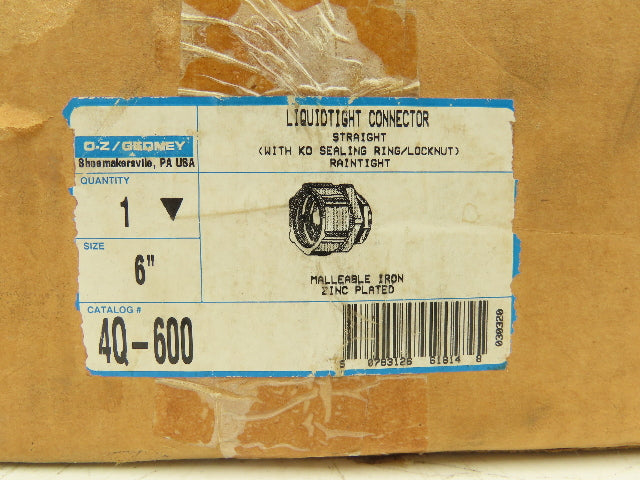 O-Z/GEDNEY
Shoemakersville, PA USA
QUANTITY
1
SIZE
6"
CATALOG #
4Q-600
LIQUIDTIGHT CONNECTOR
STRAIGHT
(WITH KO SEALING RING/LOCKNUT)
RAINTIGHT
MALLEABLE IRON
ZINC PLATED
0783126 81814 8
030320